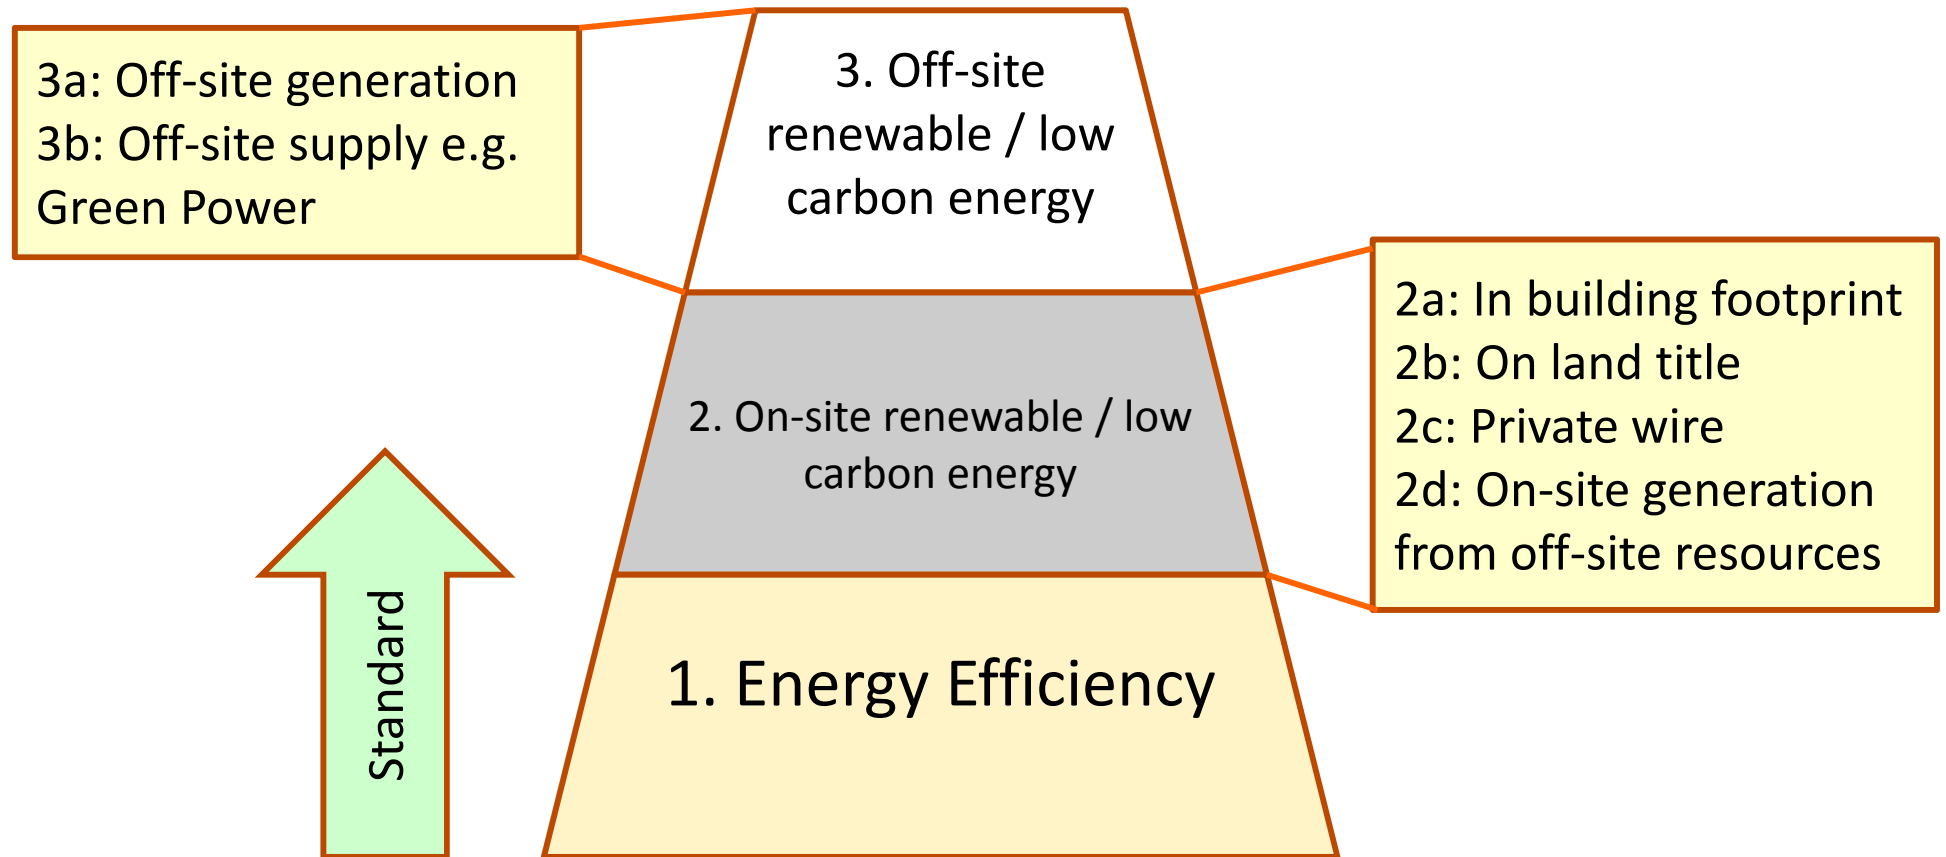 3a: Off-site generation
3b: Off-site supply e.g.
Green Power
3. Off-site
renewable / low
carbon energy
2a: In building footprint
2b: On land title
2c: Private wire
2d: On-site generation
from off-site resources
2. On-site renewable / low
carbon energy
Standard
1. Energy Efficiency